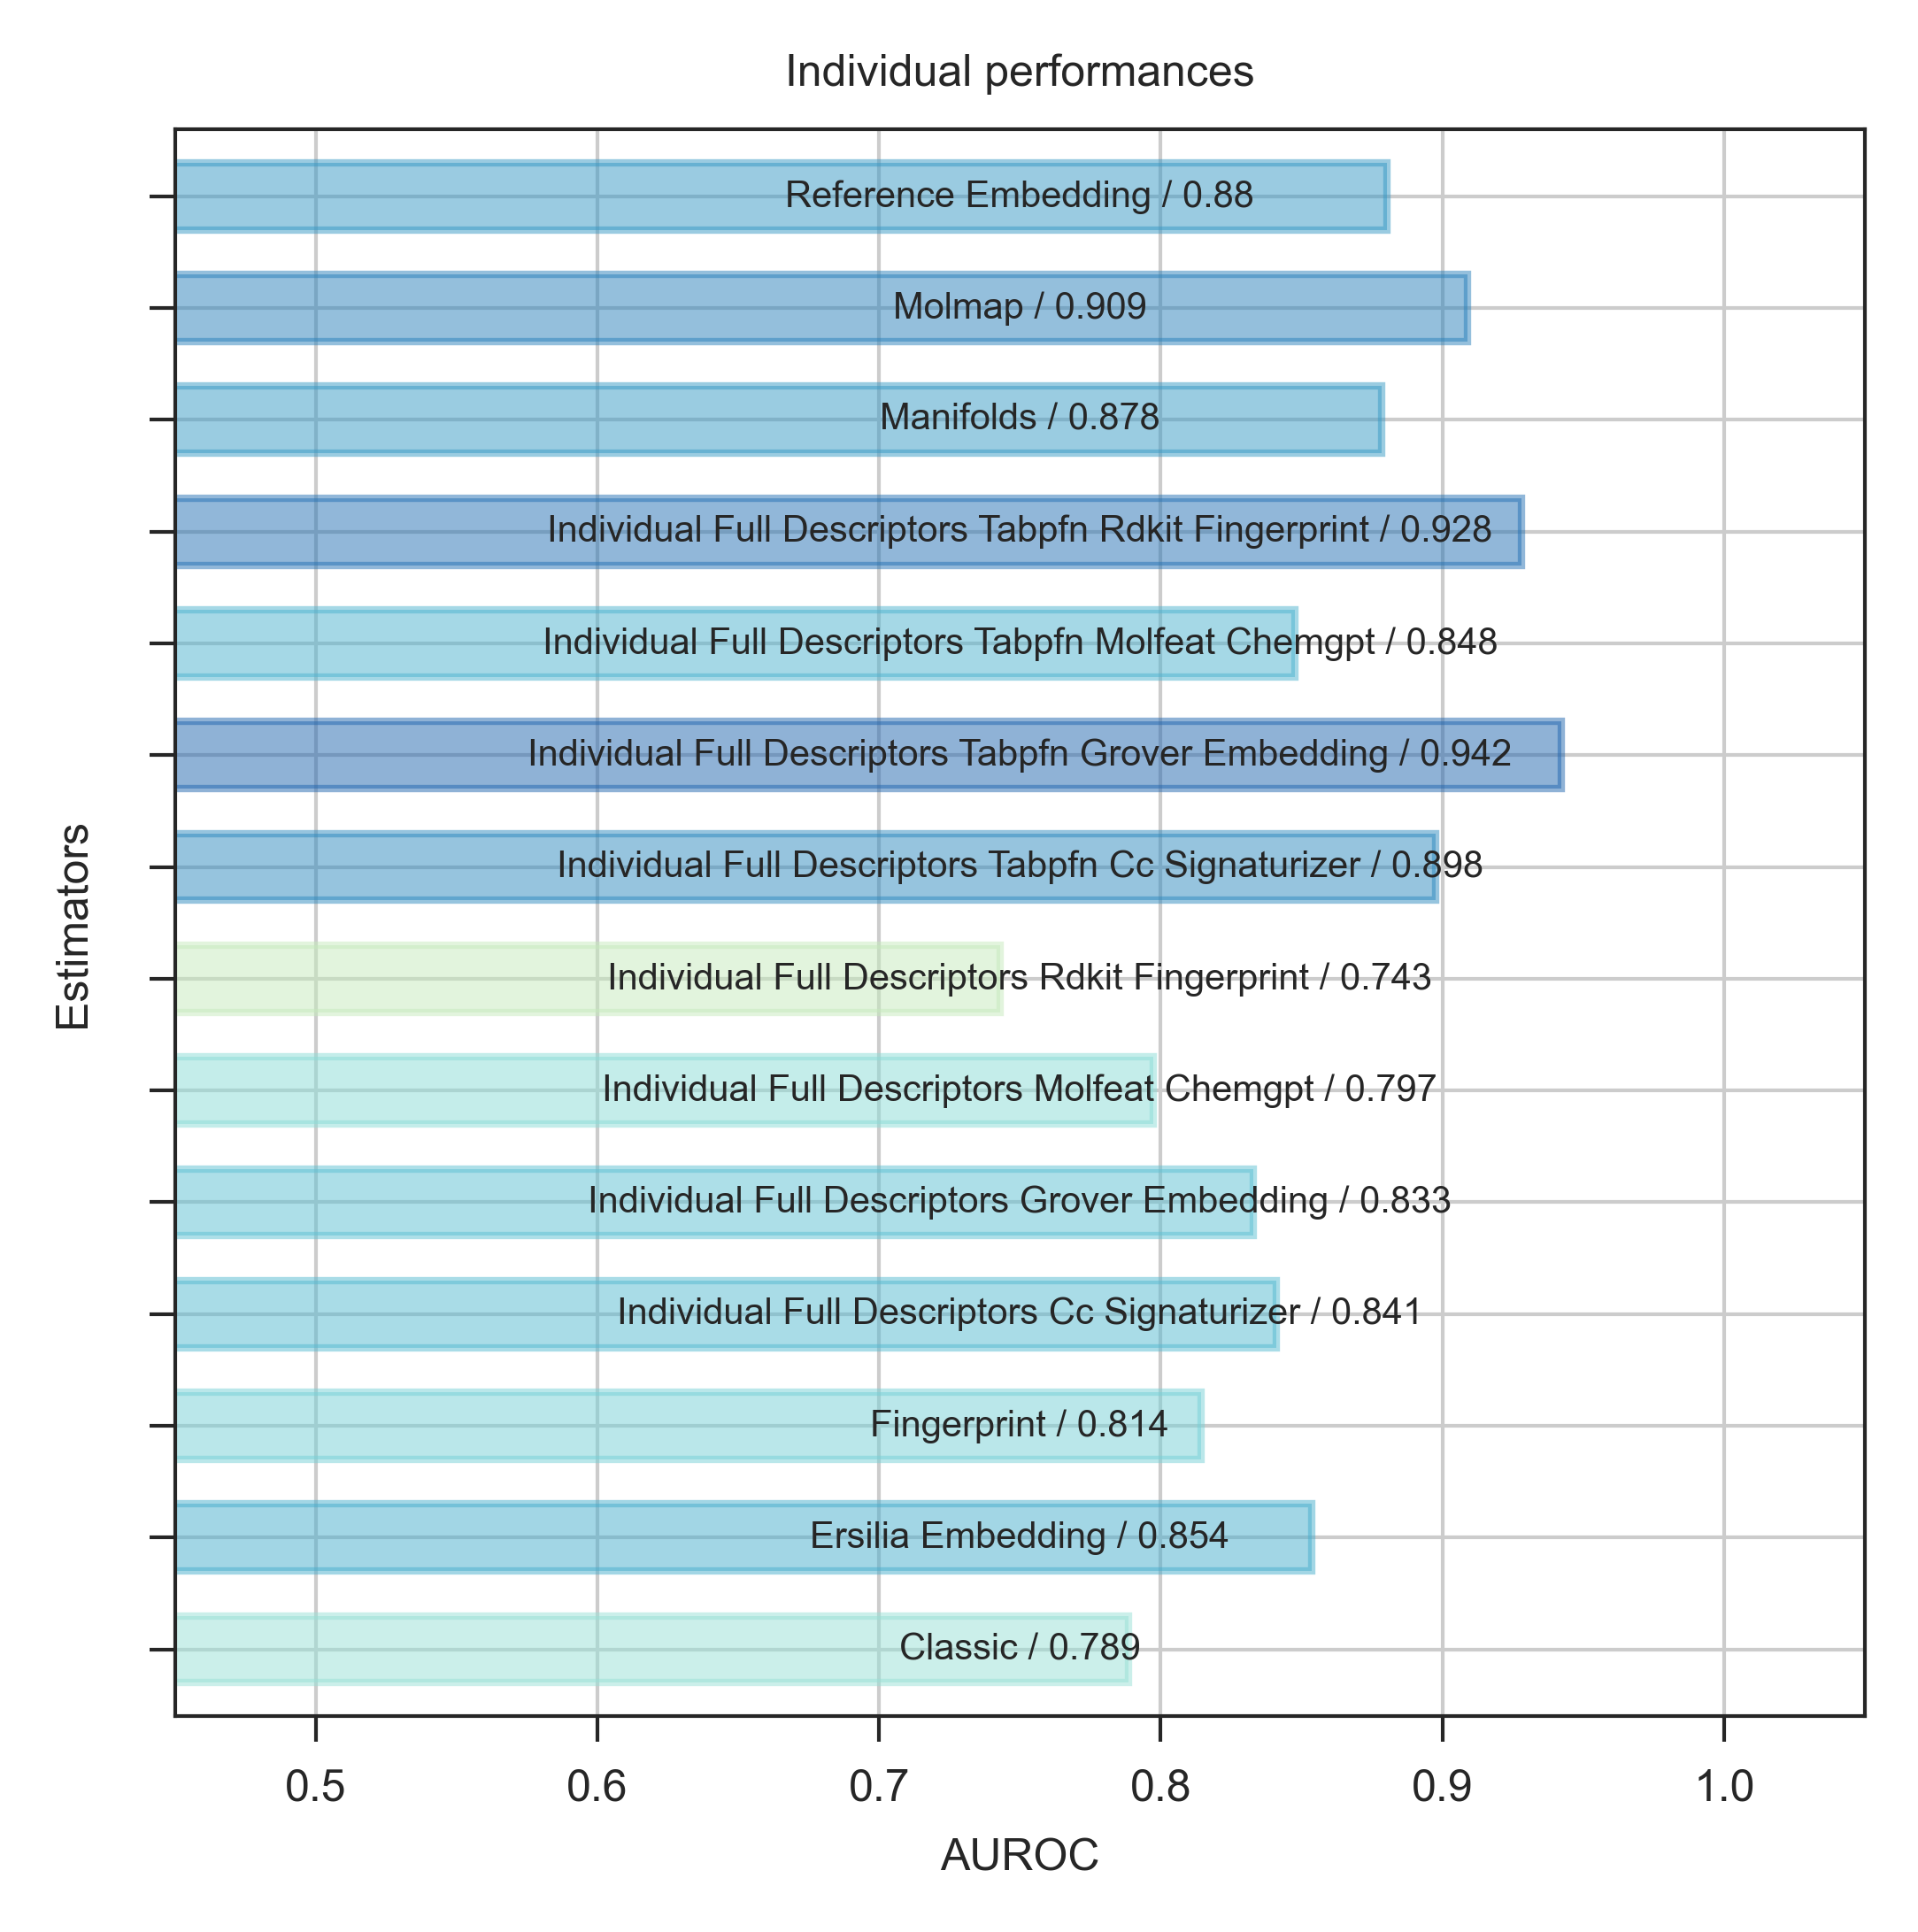 Individual performances
Reference Embedding / 0.88
Molmap / 0.909
Manifolds / 0.878
Individual Full Descriptors Tabpfn Rdkit Fingerprint / 0.928
Individual Full Descriptors Tabpfn Molfeat Chemgpt / 0.848
Individual Full Descriptors Tabpfn Grover Embedding / 0.942
Individual Full Descriptors Tabpfn Cc Signaturizer / 0.898
Individual Full Descriptors Rdkit Fingerprint / 0.743
Individual Full Descriptors Molfeat Chemgpt / 0.797
Individual Full Descriptors Grover Embedding / 0.833
Individual Full Descriptors Cc Signaturizer / 0.841
Fingerprint / 0.814
Ersilia Embedding / 0.854
Classic / 0.789
Estimators
0.5 0.6 0.7 0.8 0.9 1.0
AUROC